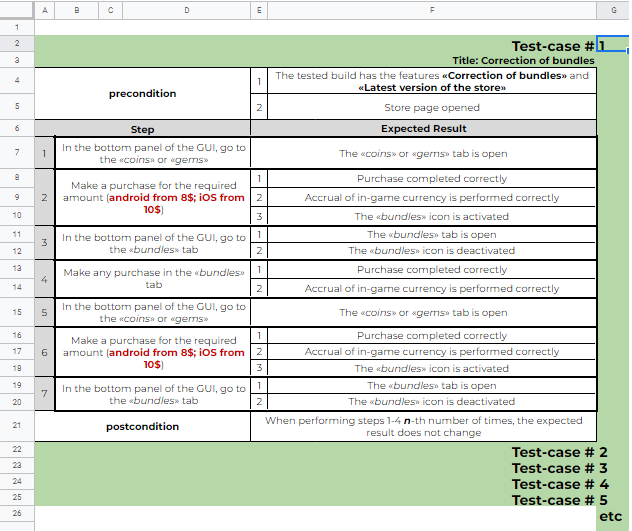 A B C D E F G
1
2 Test-case # 1
3 Title: Correction of bundles
4 precondition 1 The tested build has the features «Correction of bundles» and
«Latest version of the store»
5 2 Store page opened
6 Step Expected Result
7 1 In the bottom panel of the GUI, go to
the «coins» or «gems» The «coins» or «gems» tab is open
8 1 Purchase completed correctly
9 2 Make a purchase for the required
amount (android from 8$; iOS from
10$) 2 Accrual of in-game currency is performed correctly
10 3 The «bundles» icon is activated
11 3 In the bottom panel of the GUI, go to
the «bundles» tab 1 The «bundles» tab is open
12 2 The «bundles» icon is deactivated
13 4 Make any purchase in the «bundles»
tab 1 Purchase completed correctly
14 2 Accrual of in-game currency is performed correctly
15 5 In the bottom panel of the GUI, go to
the «coins» or «gems» The «coins» or «gems» tab is open
16 1 Purchase completed correctly
17 6 Make a purchase for the required
amount (android from 8$; iOS from
10$) 2 Accrual of in-game currency is performed correctly
18 3 The «bundles» icon is activated
19 7 In the bottom panel of the GUI, go to
the «bundles» tab 1 The «bundles» tab is open
20 2 The «bundles» icon is deactivated
21 postcondition When performing steps 1-4 n-th number of times, the expected
result does not change
22 Test-case # 2
23 Test-case # 3
24 Test-case # 4
25 Test-case # 5
26 etc